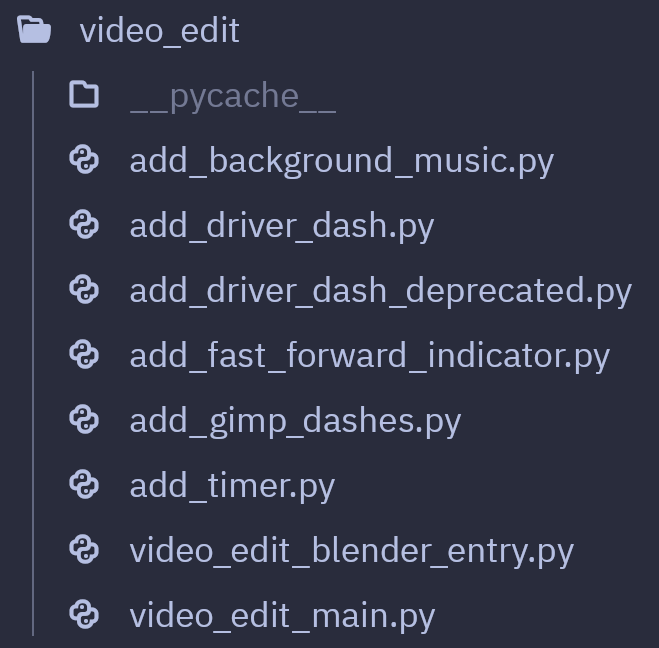 video_edit
__pycache__
add_background_music.py
add_driver_dash.py
add_driver_dash_deprecated.py
add_fast_forward_indicator.py
add_gimp_dashes.py
add_timer.py
video_edit_blender_entry.py
video_edit_main.py